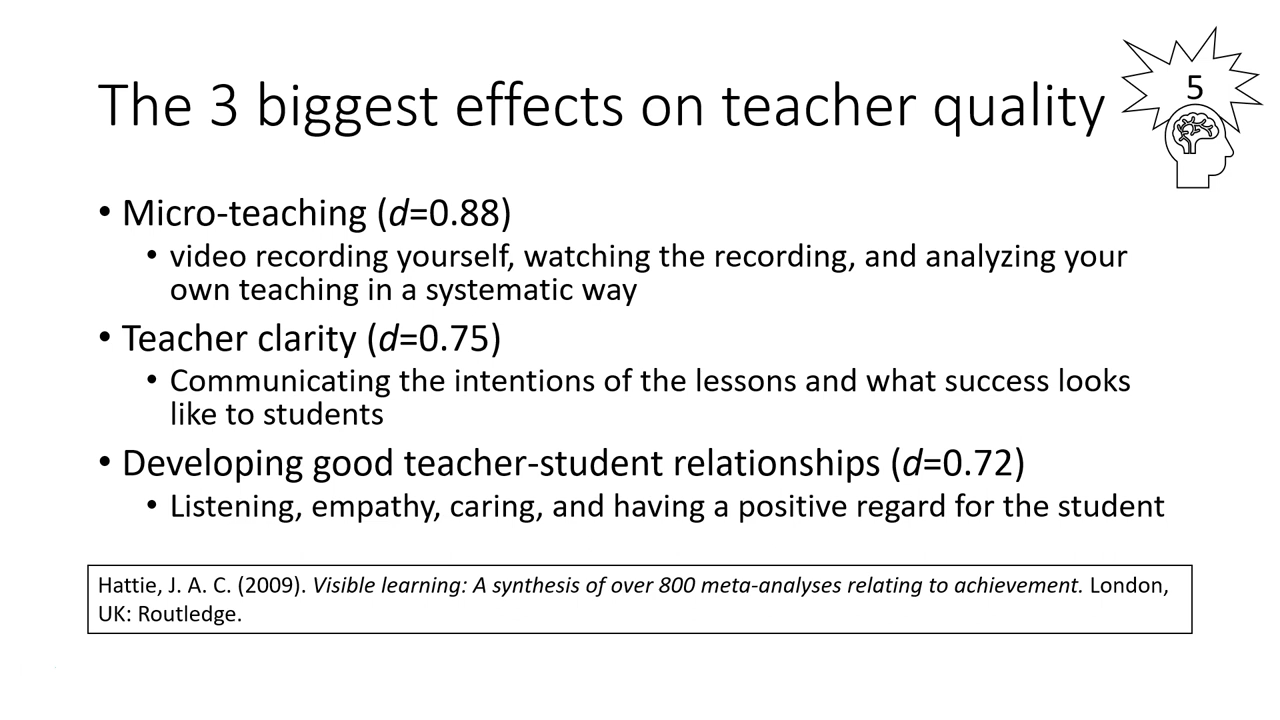 The 3 biggest effects on teacher quality
5
• Micro-teaching (d=0.88)
• video recording yourself, watching the recording, and analyzing your
own teaching in a systematic way
• Teacher clarity (d=0.75)
• Communicating the intentions of the lessons and what success looks
like to students
• Developing good teacher-student relationships (d=0.72)
• Listening, empathy, caring, and having a positive regard for the student
Hattie, J. A. C. (2009). Visible learning: A synthesis of over 800 meta-analyses relating to achievement. London,
UK: Routledge.